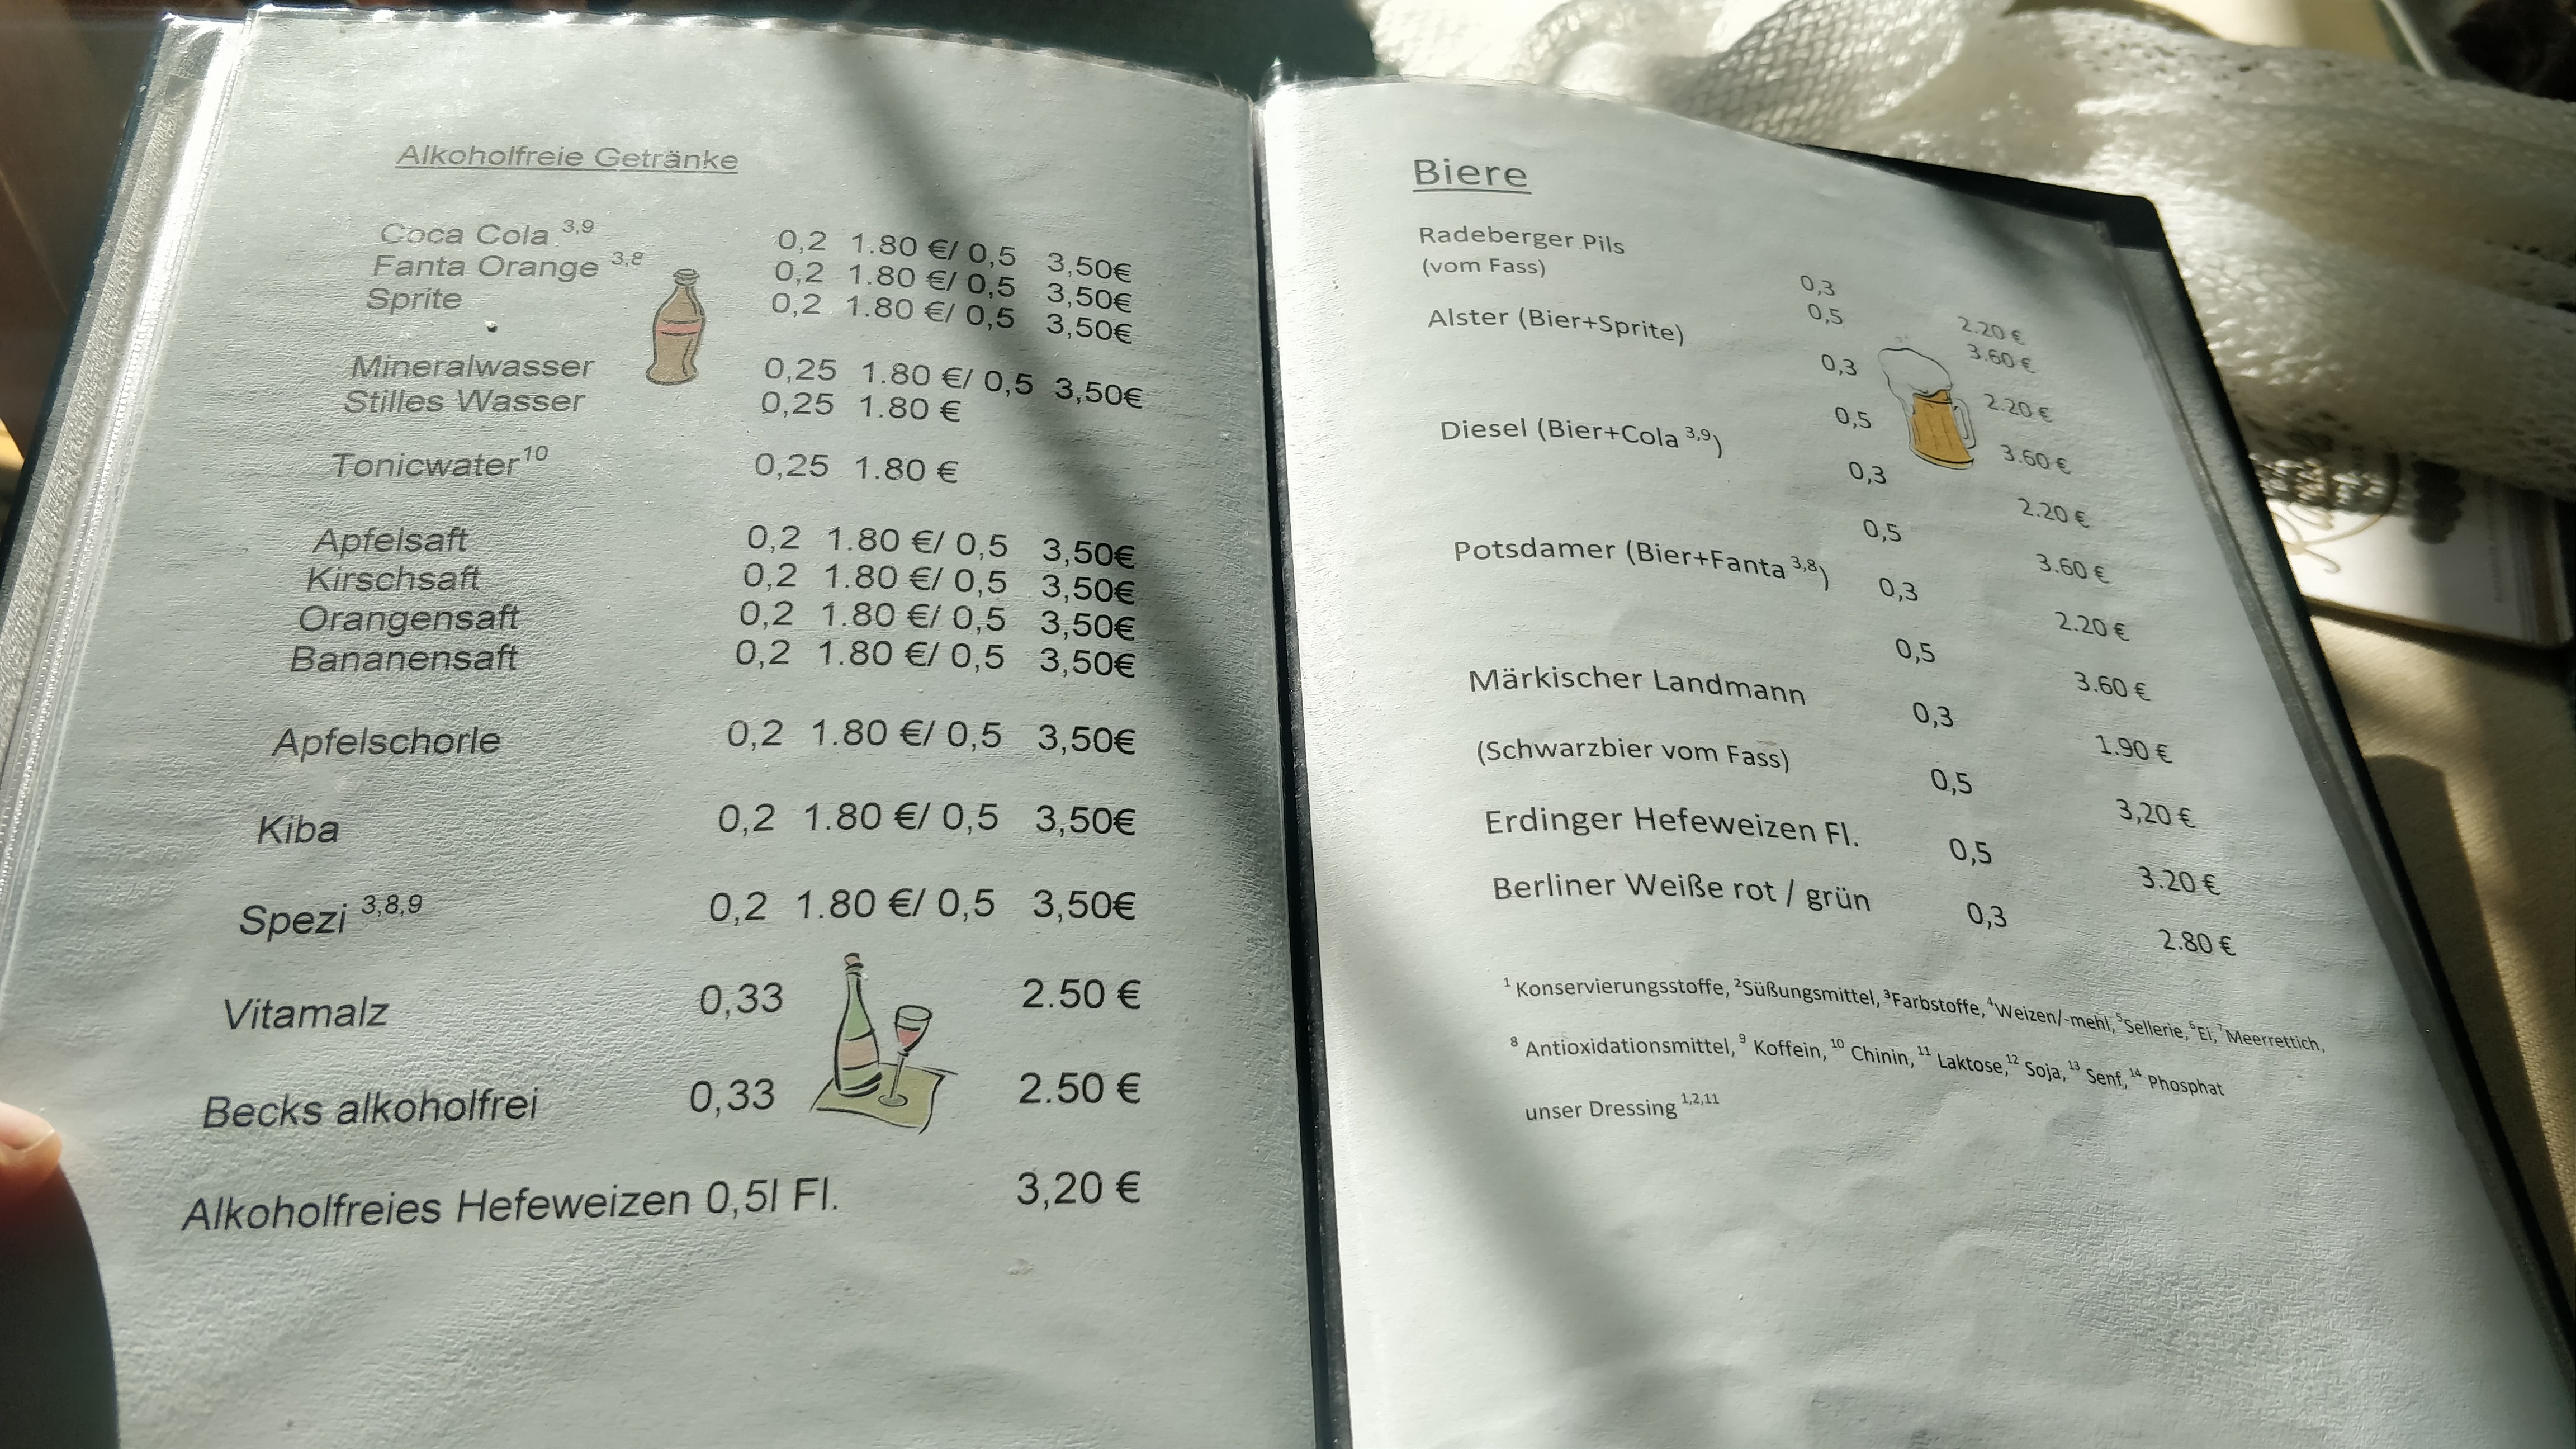 Alkoholfreie Getränke
Coca Cola 3,9 0,2 1.80 €/ 0,5 3,50€
Fanta Orange 3,8 0,2 1.80 €/ 0,5 3,50€
Sprite 0,2 1.80 €/ 0,5 3,50€
Mineralwasser 0,25 1.80 €/ 0,5 3,50€
Stilles Wasser 0,25 1.80 €
Tonicwater10 0,25 1.80 €
Apfelsaft 0,2 1.80 €/ 0,5 3,50€
Kirschsaft 0,2 1.80 €/ 0,5 3,50€
Orangensaft 0,2 1.80 €/ 0,5 3,50€
Bananensaft 0,2 1.80 €/ 0,5 3,50€
Apfelschorle 0,2 1.80 €/ 0,5 3,50€
Kiba 0,2 1.80 €/ 0,5 3,50€
Spezi 3,8,9 0,2 1.80 €/ 0,5 3,50€
Vitamalz 0,33 2.50 €
Becks alkoholfrei 0,33 2.50 €
Alkoholfreies Hefeweizen 0,5l Fl. 3,20 €
Biere
Radeberger Pils 0,3 2.20 €
(vom Fass) 0,5 3.60 €
Alster (Bier+Sprite) 0,3 2.20 €
0,5 3.60 €
Diesel (Bier+Cola 3,9) 0,3 2.20 €
0,5 3.60 €
Potsdamer (Bier+Fanta 3,8) 0,3 2.20 €
0,5 3.60 €
Märkischer Landmann 0,3 1.90 €
(Schwarzbier vom Fass) 0,5 3,20 €
Erdinger Hefeweizen Fl. 0,5 3.20 €
Berliner Weiße rot / grün 0,3 2.80 €
1 Konservierungsstoffe, 2Süßungsmittel, 3Farbstoffe, 4Weizen/-mehl, 5Sellerie, 6Ei, 7Meerrettich,
8 Antioxidationsmittel, 9 Koffein, 10 Chinin, 11 Laktose, 12 Soja, 13 Senf, 14 Phosphat
unser Dressing 1,2,11